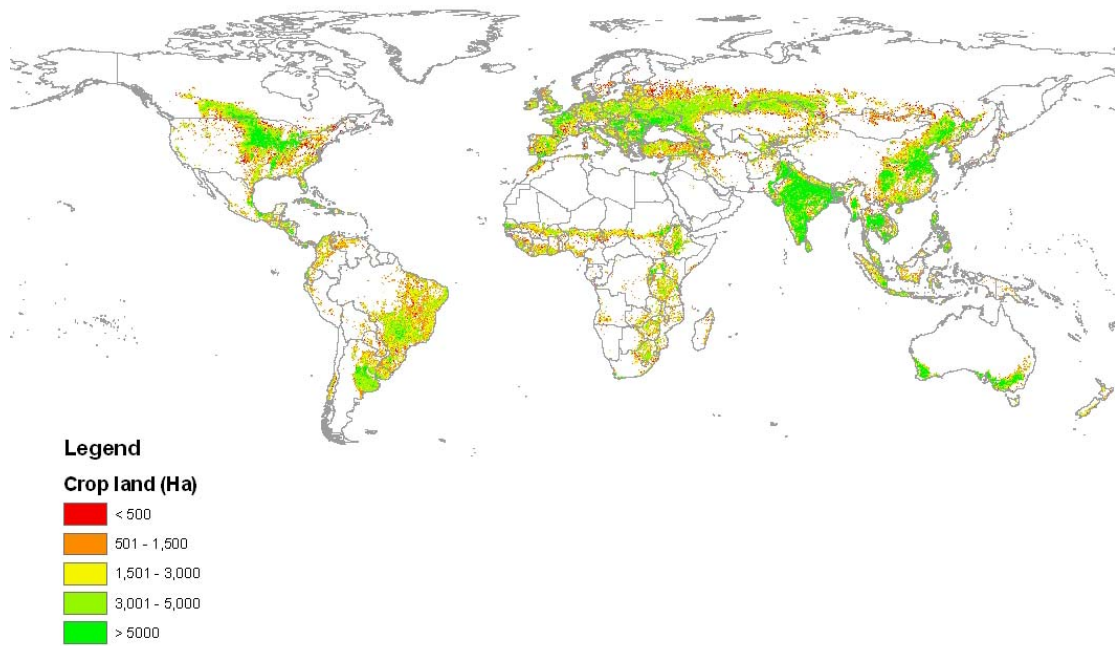 Legend
Crop land (Ha)
< 500
501 - 1,500
1,501 - 3,000
3,001 - 5,000
> 5000